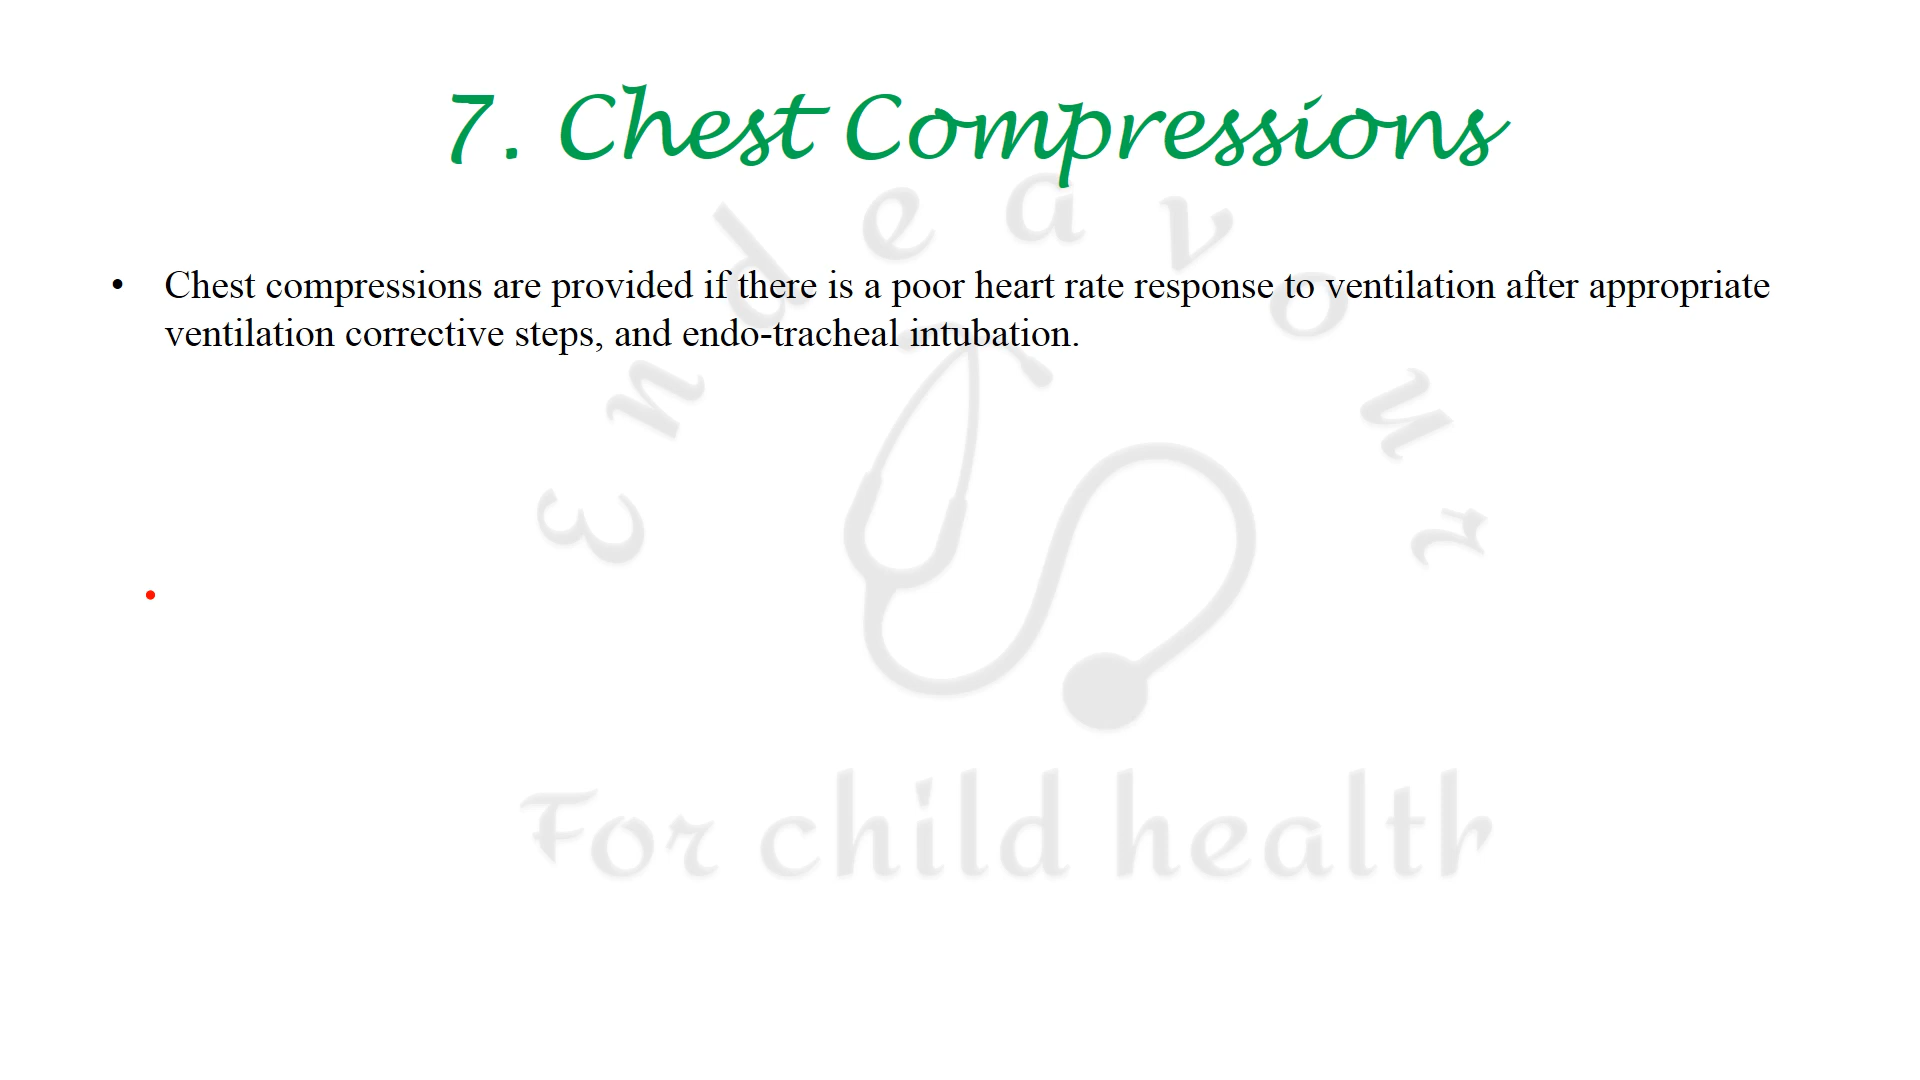 7. Chest Compressions
• Chest compressions are provided if there is a poor heart rate response to ventilation after appropriate
ventilation corrective steps, and endo-tracheal intubation.
Endeavour
For child health